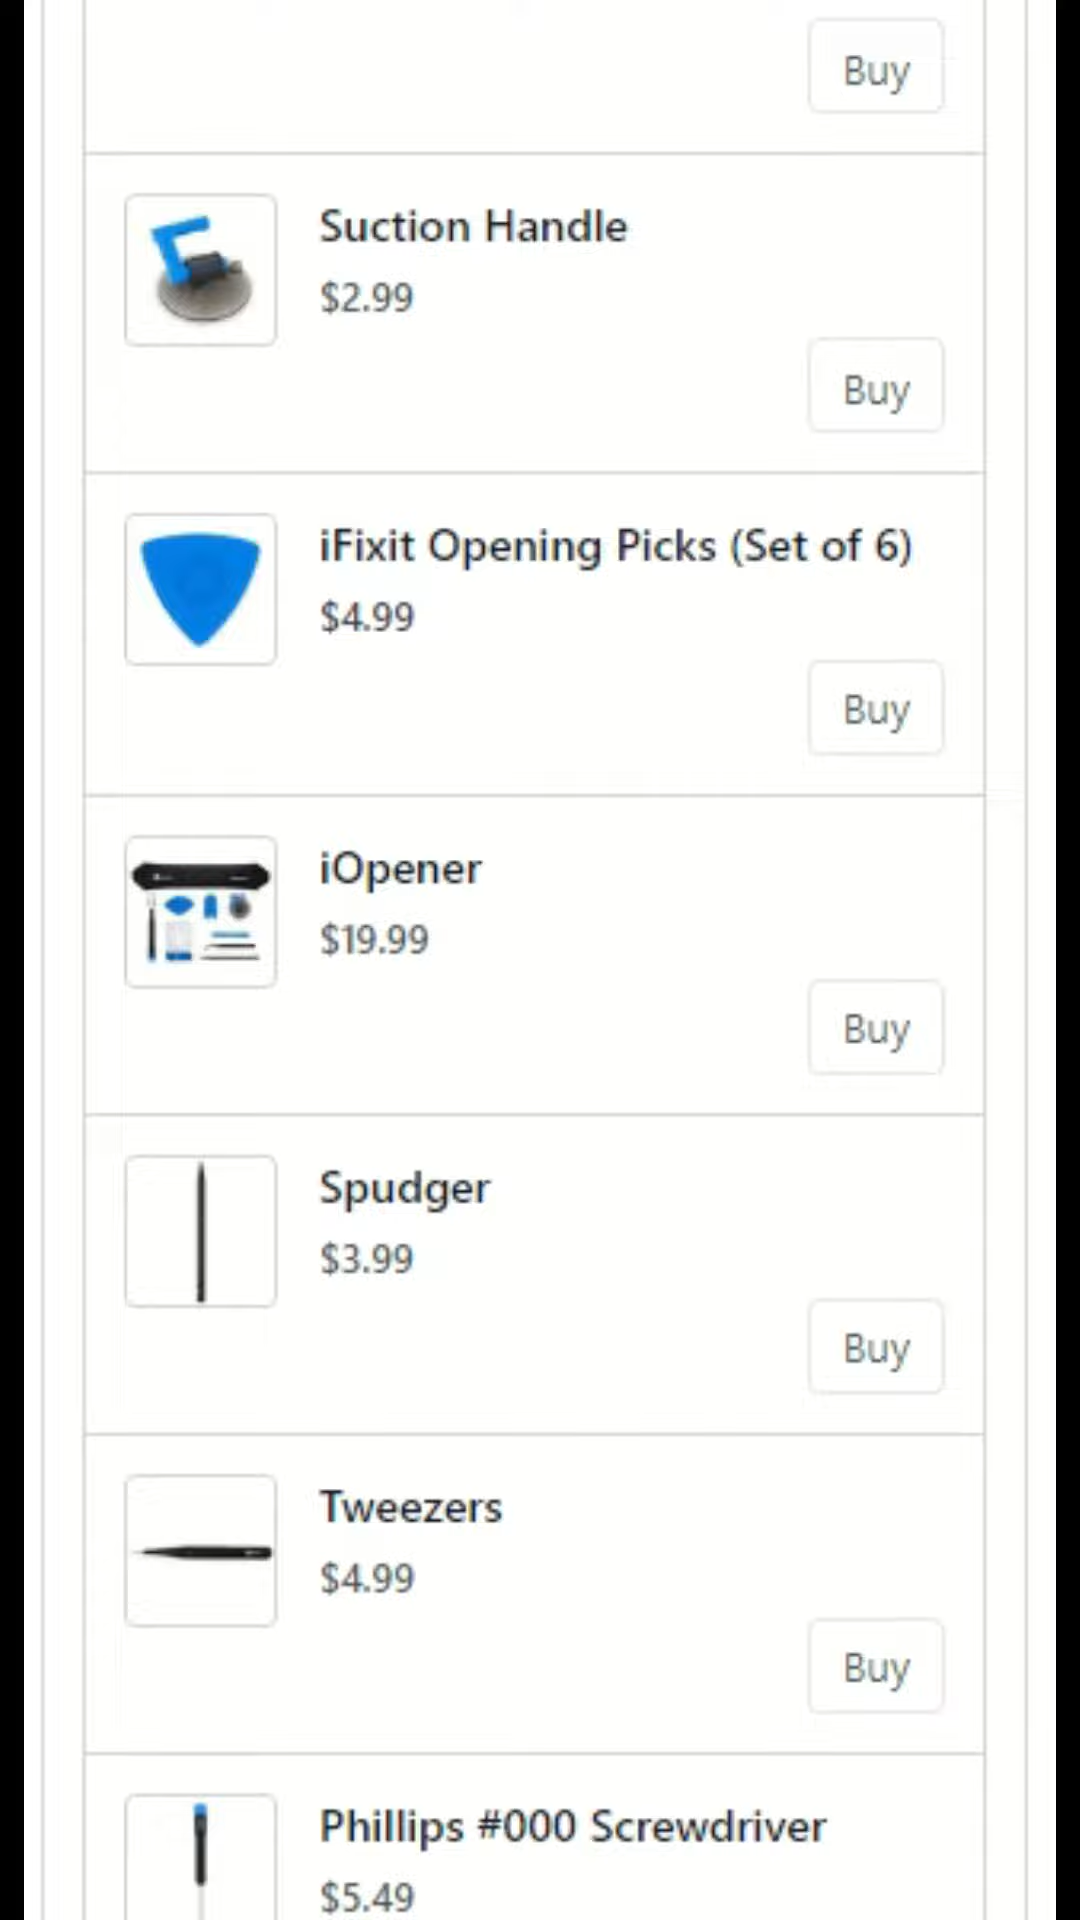 Buy
Suction Handle
$2.99
Buy
iFixit Opening Picks (Set of 6)
$4.99
Buy
iOpener
$19.99
Buy
Spudger
$3.99
Buy
Tweezers
$4.99
Buy
Phillips #000 Screwdriver
$5.49